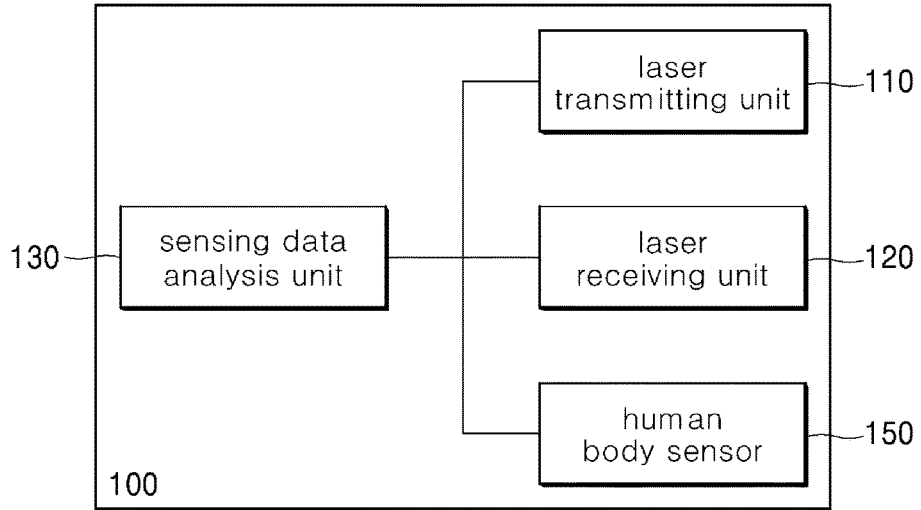 laser
transmitting unit
110
sensing data
analysis unit
130
laser
receiving unit
120
human
body sensor
150
100